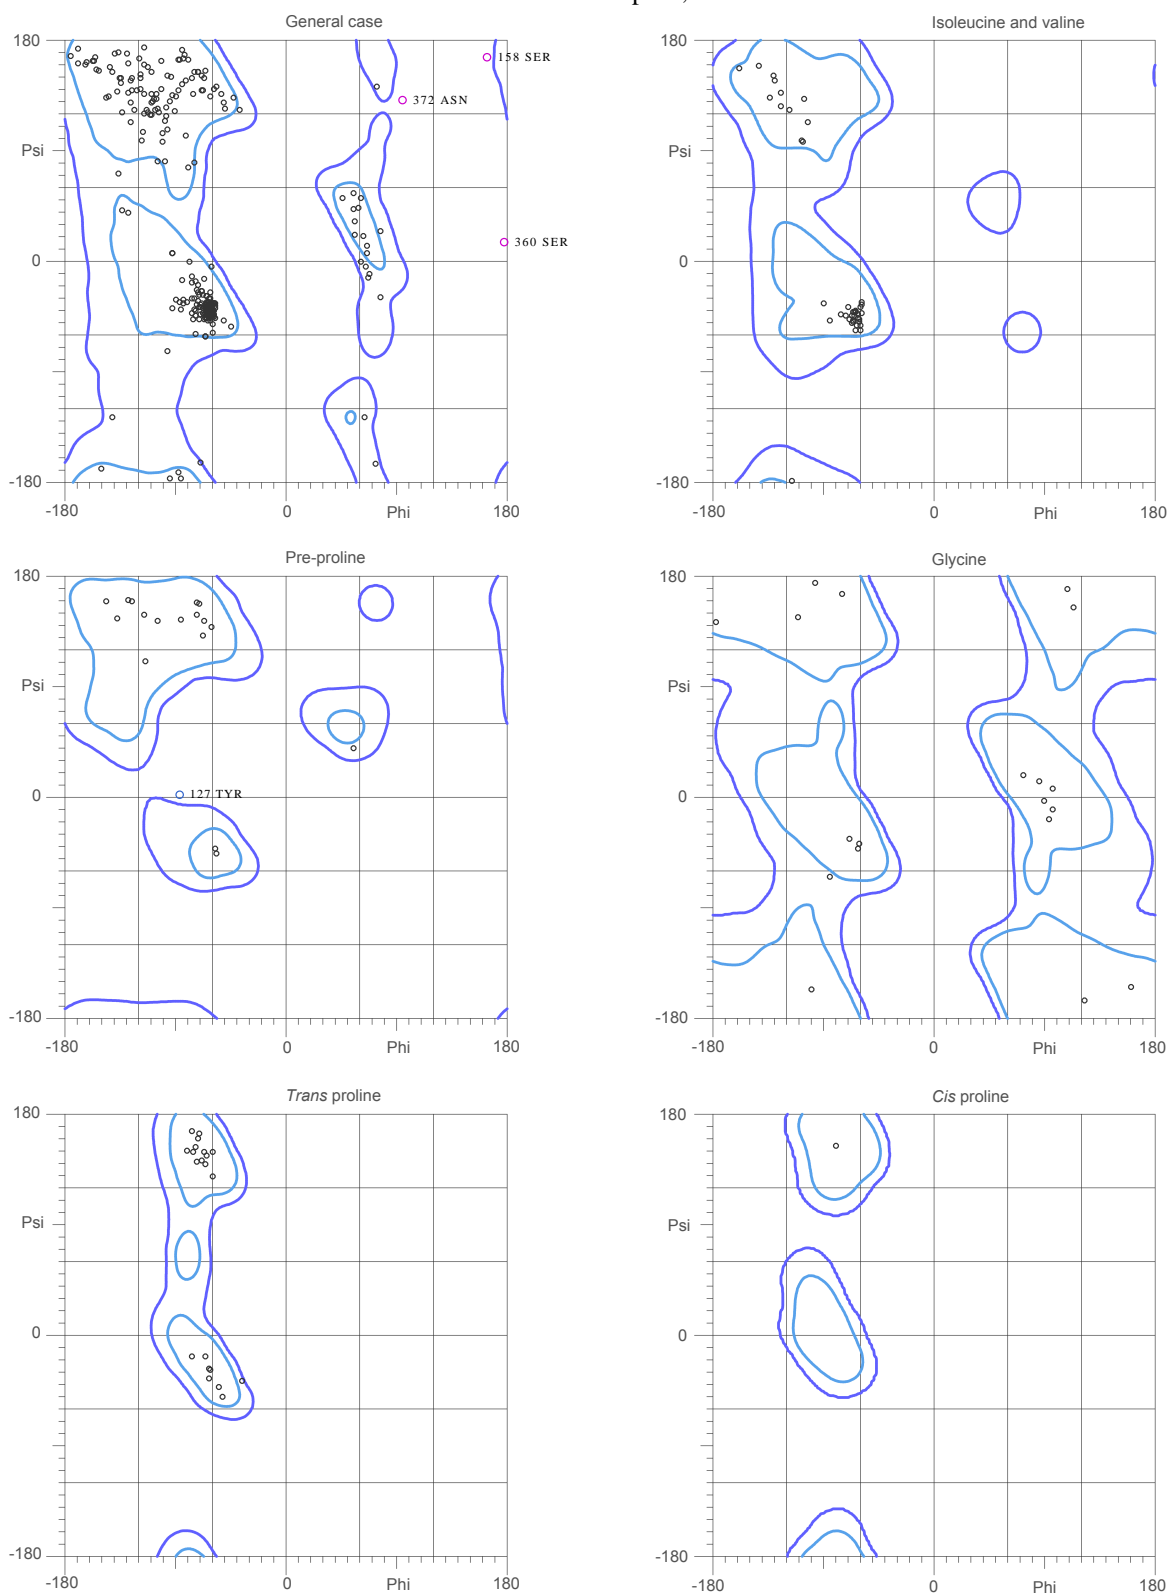 General case
Isoleucine and valine
180
158 SER
372 ASN
Psi
360 SER
0
-180
-180
0
Phi
180
180
Psi
0
-180
-180
0
Phi
180
Pre-proline
Glycine
180
Psi
127 TYR
0
-180
-180
0
Phi
180
180
Psi
0
-180
-180
0
Phi
180
Trans proline
Cis proline
180
Psi
0
-180
-180
0
Phi
180
180
Psi
0
-180
-180
0
Phi
180